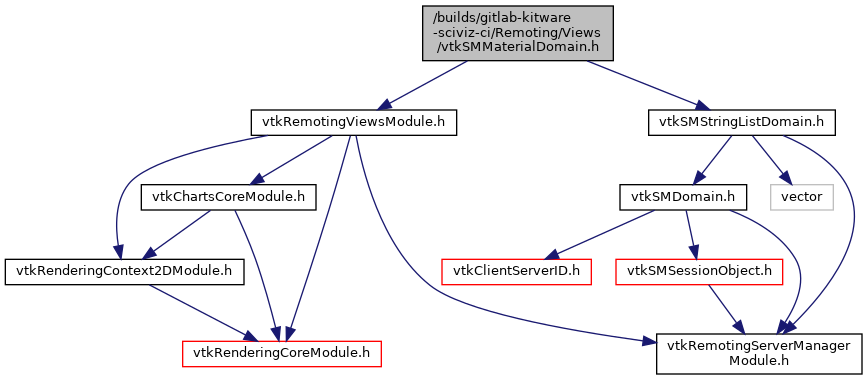 /builds/gitlab-kitware
-sciviz-ci/Remoting/Views
/vtkSMMaterialDomain.h
vtkRemotingViewsModule.h
vtkSMStringListDomain.h
vtkChartsCoreModule.h
vtkSMDomain.h
vector
vtkRenderingContext2DModule.h
vtkClientServerID.h
vtkSMSessionObject.h
vtkRenderingCoreModule.h
vtkRemotingServerManager
Module.h